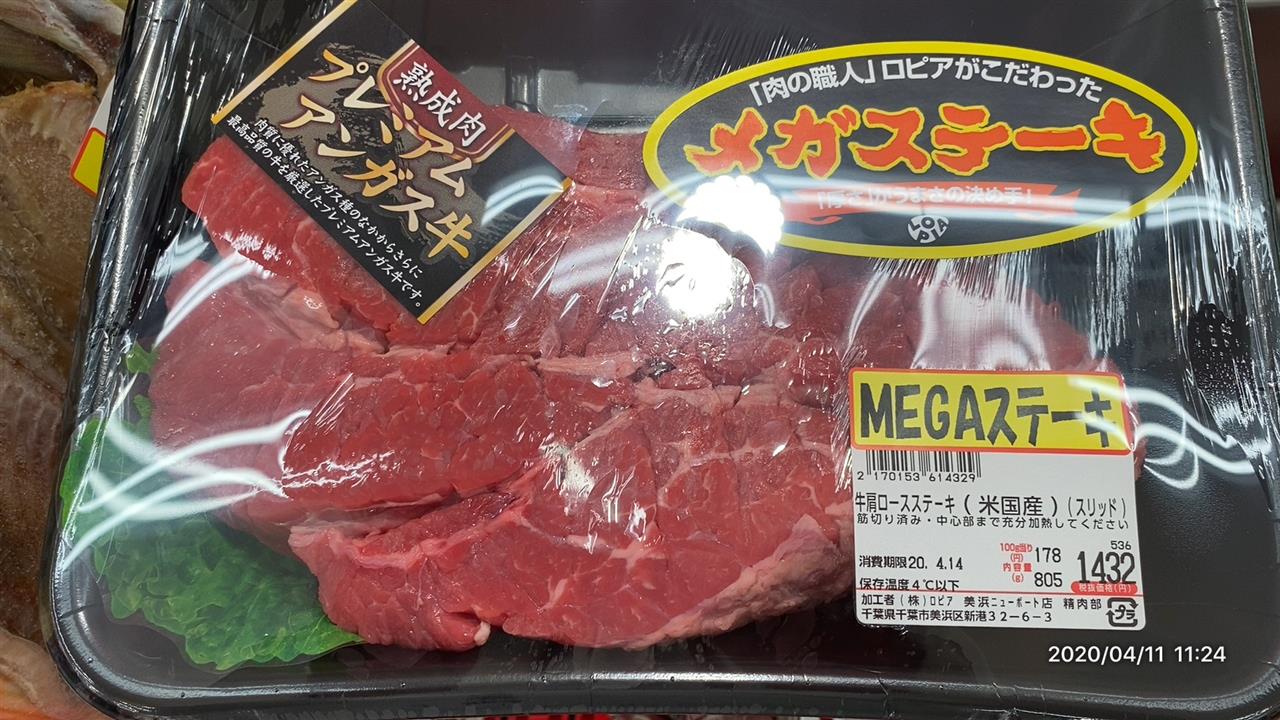 熟成肉
プレミアム
アンガス牛
肉質に優れたアンガス種のなかからさらに
最高品質の牛を厳選したプレミアムアンガス牛です。
「肉の職人」ロピアがこだわった
メガステーキ
「厚さ」がうまさの決め手!
MEGAステーキ
2 170153 614329
牛肩ロースステーキ(米国産)(スリッド)
筋切り済み・中心部まで充分加熱してください
536
消費期限20. 4.14
100g当り(円) 178
内容量(g) 805
1432
税抜価格(円)
保存温度4℃以下
加工者(株)ロピア 美浜ニューポート店 精肉部
千葉県千葉市美浜区新港32-6-3
プラ
2020/04/11 11:24